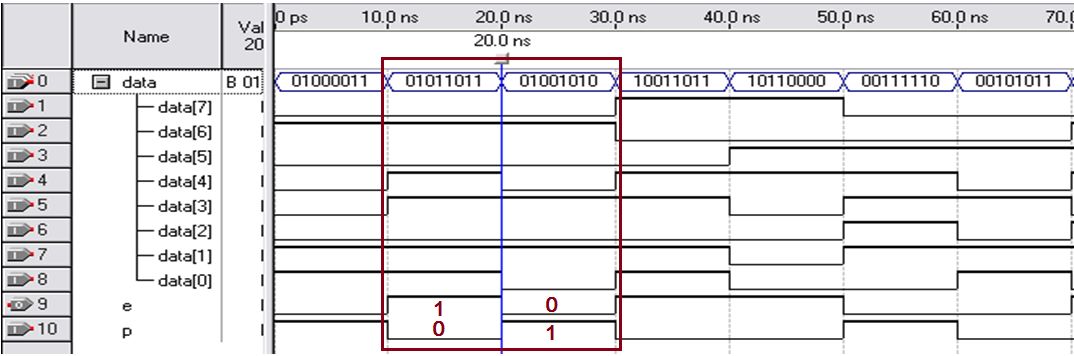 0 ps 10.0 ns 20.0 ns 30.0 ns 40.0 ns 50.0 ns 60.0 ns 70.
Name Val
20
20.0 ns
0 data B 01 01000011 01011011 01001010 10011011 10110000 00111110 00101011
1 data[7]
2 data[6]
3 data[5]
4 data[4]
5 data[3]
6 data[2]
7 data[1]
8 data[0]
9 e 1 0
10 p 0 1